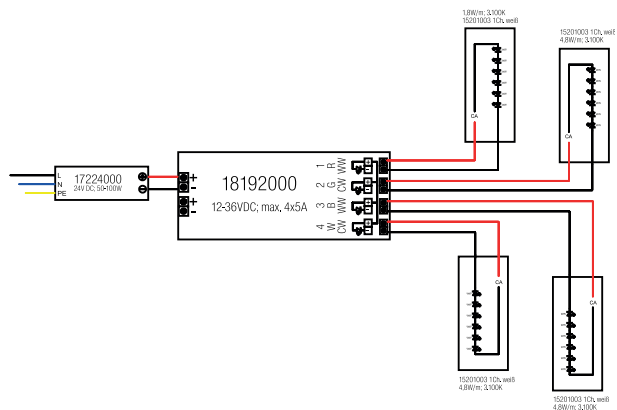 1,8W/m; 3.100K
15201003 1Ch. weiß
15201003 1Ch. weiß
4,8W/m; 3.100K
CA
CA
L
N
PE
17224000
24V DC; 50-100W
+
-
+
-
18192000
12-36VDC; max. 4x5A
1 R WW
2 G CW
3 B WW
4 W CW
CA
CA
15201003 1Ch. weiß
4,8W/m; 3.100K
15201003 1Ch. weiß
4.8W/m; 3.100K